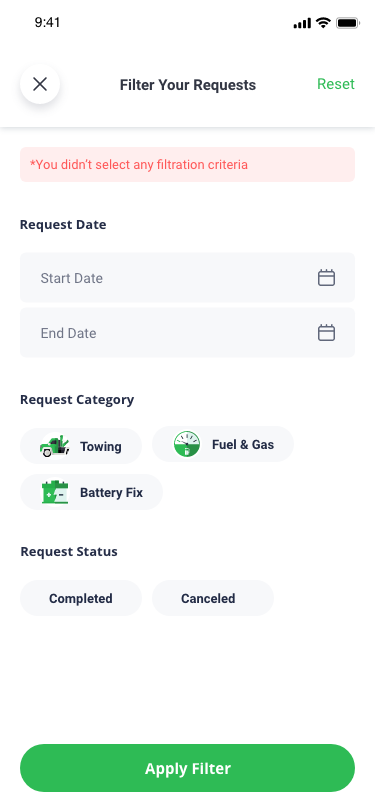 9:41
Filter Your Requests
Reset
*You didn't select any filtration criteria
Request Date
Start Date
End Date
Request Category
Towing
Fuel & Gas
Battery Fix
Request Status
Completed
Canceled
Apply Filter